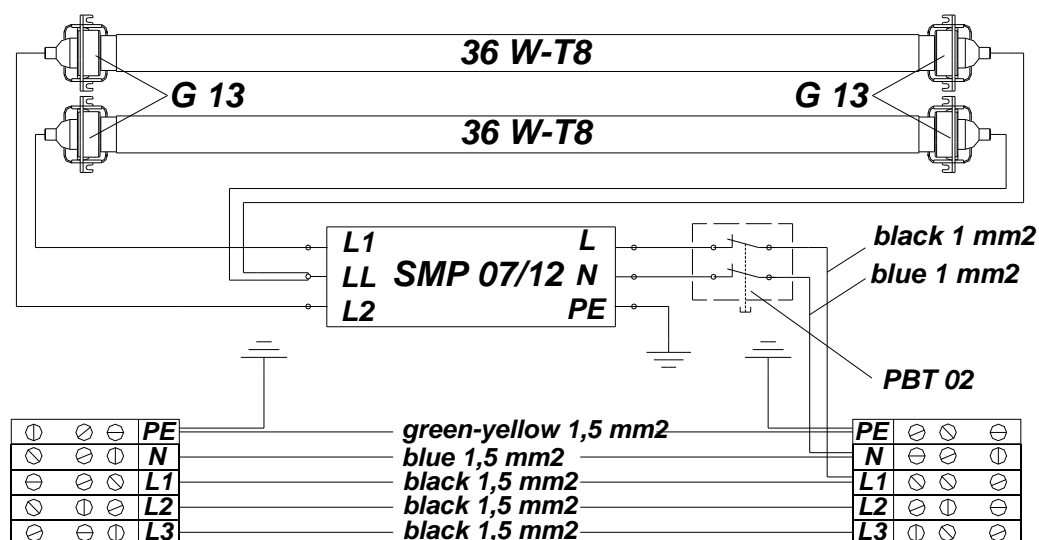 36 W-T8
G 13
G 13
36 W-T8
L1
LL
L2
SMP 07/12
L
N
PE
black 1 mm2
blue 1 mm2
PBT 02
PE green-yellow 1,5 mm2 PE
N blue 1,5 mm2 N
L1 black 1,5 mm2 L1
L2 black 1,5 mm2 L2
L3 black 1,5 mm2 L3